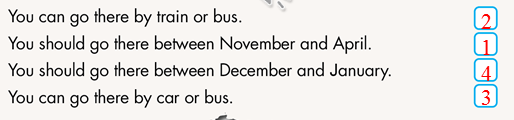 You can go there by train or bus. 2
You should go there between November and April. 1
You should go there between December and January. 4
You can go there by car or bus. 3